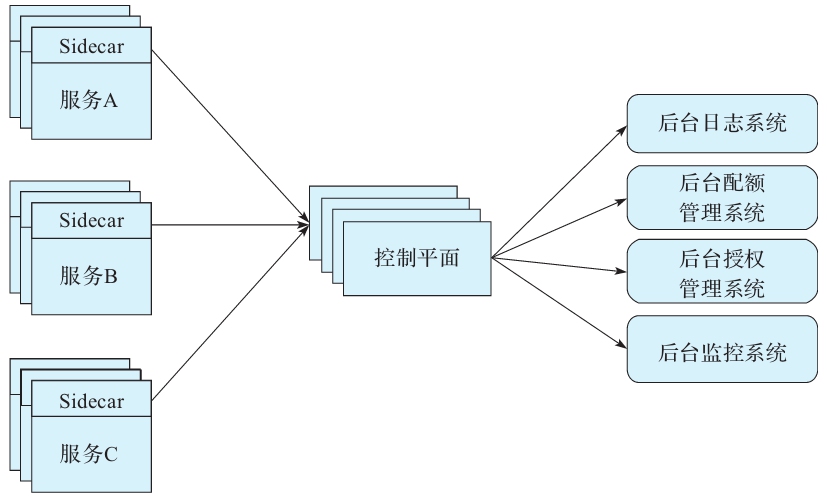 Sidecar
服务A
Sidecar
服务B
Sidecar
服务C
控制平面
后台日志系统
后台配额
管理系统
后台授权
管理系统
后台监控系统